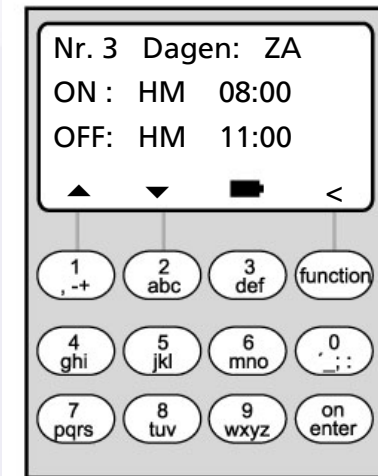 Nr. 3 Dagen: ZA
ON : HM 08:00
OFF: HM 11:00
<
1 2 3 function
, -+ abc def
4 5 6 0
ghi jkl mno ´_; :
7 8 9 on
pqrs tuv wxyz enter